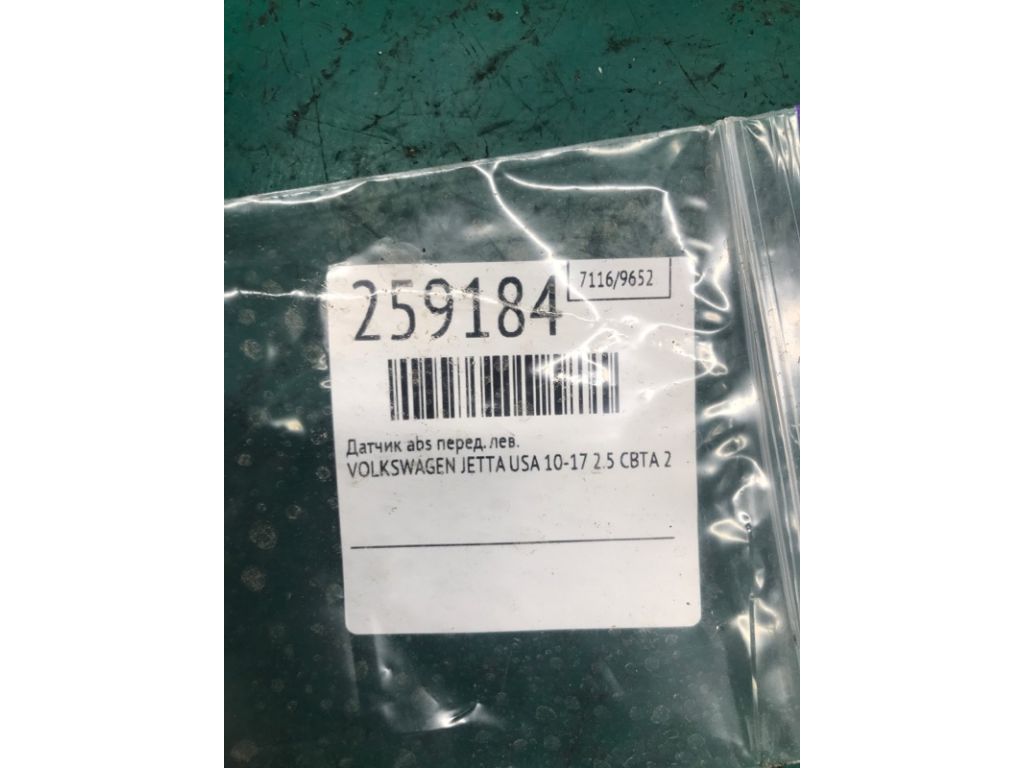 259184
7116/9652
Датчик abs перед. лев.
VOLKSWAGEN JETTA USA 10-17 2.5 CBTA 2